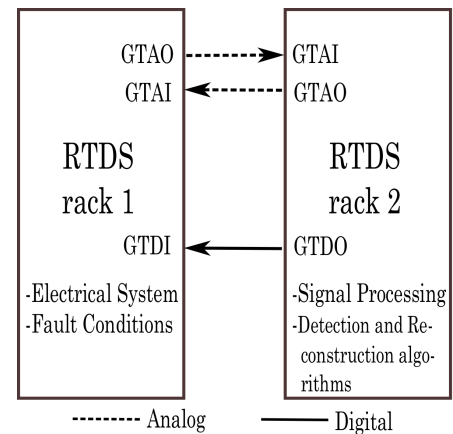 GTAO
GTAI
RTDS
rack 1
GTDI
-Electrical System
-Fault Conditions
GTAI
GTAO
RTDS
rack 2
GTDO
-Signal Processing
-Detection and Re-
construction algo-
rithms
Analog
Digital